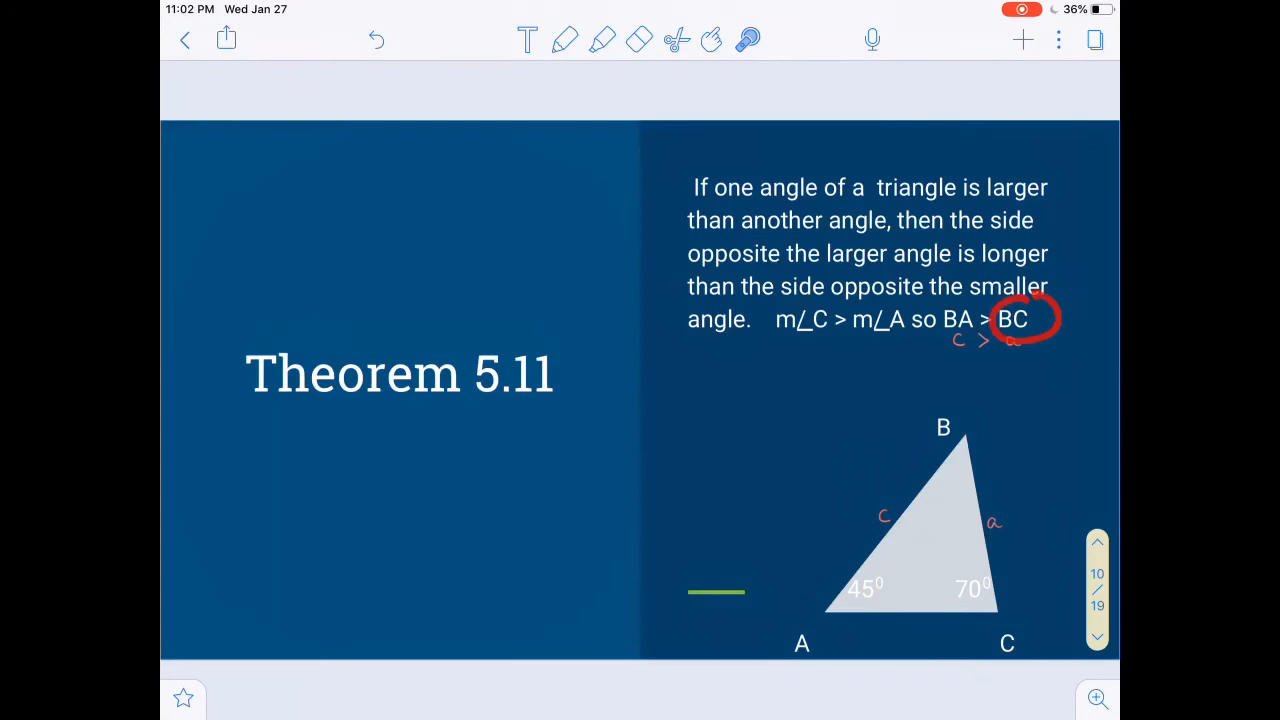 11:02 PM Wed Jan 27
36%
T
Theorem 5.11
If one angle of a triangle is larger
than another angle, then the side
opposite the larger angle is longer
than the side opposite the smaller
angle. m∠C > m∠A so BA > BC
c > a
B
c
a
45⁰
70⁰
A
C
10
/
19